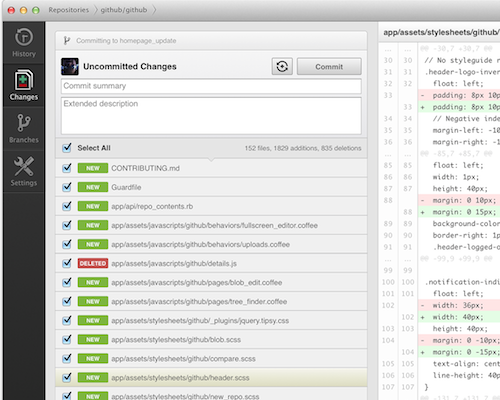 Repositories github/github
History
Changes
Branches
Settings
Committing to homepage_update
Uncommitted Changes
Commit
Commit summary
Extended description
Select All 152 files, 1829 additions, 835 deletions
NEW CONTRIBUTING.md
NEW Guardfile
NEW app/api/repo_contents.rb
NEW app/assets/javascripts/github/behaviors/fullscreen_editor.coffee
NEW app/assets/javascripts/github/behaviors/uploads.coffee
DELETED app/assets/javascripts/github/details.js
NEW app/assets/javascripts/github/pages/blob_edit.coffee
NEW app/assets/javascripts/github/pages/tree_finder.coffee
NEW app/assets/stylesheets/github/_plugins/jquery.tipsy.css
NEW app/assets/stylesheets/github/blob.scss
NEW app/assets/stylesheets/github/compare.scss
NEW app/assets/stylesheets/github/header.scss
NEW app/assets/stylesheets/github/new_repo.scss
app/assets/stylesheets/github/
... ... @@ -30,7 +30,7 @@
30 30 // No styleguide n
31 31 .header-logo-inver
32 32 float: left;
33 - padding: 8px 10p
33 + padding: 8px 10p
34 34 // Negative inde
35 35 margin-left: -10
36 36 margin-right: -1
... ... @@ -85,7 +85,7 @@
85 85 float: left;
86 86 width: 1px;
87 87 height: 40px;
88 - margin: 0 10px;
88 + margin: 0 15px;
89 89 background-color
90 90 border-right: 1p
91 91 .header-logged-o
... ... @@ -99,9 +99,9 @@
99 99
100 100 .notification-indi
101 101 float: left;
102 - width: 36px;
102 + width: 40px;
103 103 height: 40px;
104 - margin: 0 -10px;
104 + margin: 0 -15px;
105 105 text-align: cent
106 106 line-height: 40p
107 107 }